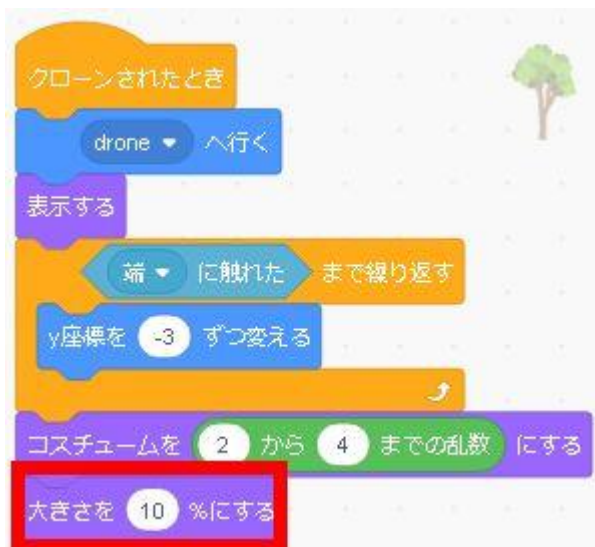 クローンされたとき
drone へ行く
表示する
端 に触れた まで繰り返す
y座標を -3 ずつ変える
コスチュームを 2 から 4 までの乱数 にする
大きさを 10 %にする